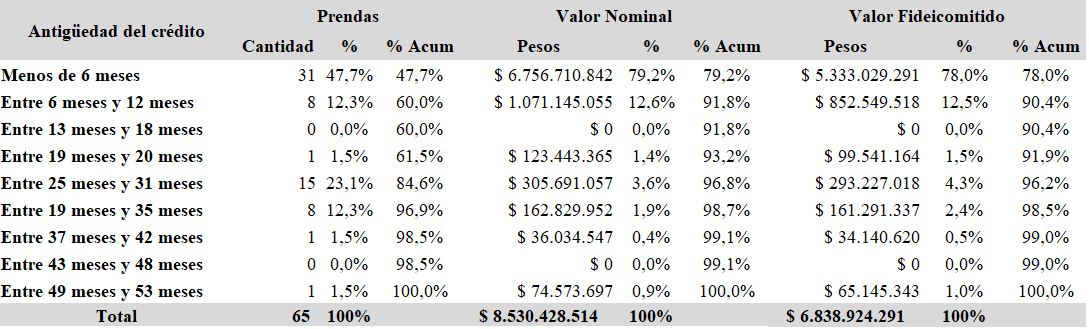 Antigüedad del crédito Prendas Valor Nominal Valor Fideicomitido
Cantidad % % Acum Pesos % % Acum Pesos % % Acum
Menos de 6 meses 31 47,7% 47,7% $ 6.756.710.842 79,2% 79,2% $ 5.333.029.291 78,0% 78,0%
Entre 6 meses y 12 meses 8 12,3% 60,0% $ 1.071.145.055 12,6% 91,8% $ 852.549.518 12,5% 90,4%
Entre 13 meses y 18 meses 0 0,0% 60,0% $ 0 0,0% 91,8% $ 0 0,0% 90,4%
Entre 19 meses y 20 meses 1 1,5% 61,5% $ 123.443.365 1,4% 93,2% $ 99.541.164 1,5% 91,9%
Entre 25 meses y 31 meses 15 23,1% 84,6% $ 305.691.057 3,6% 96,8% $ 293.227.018 4,3% 96,2%
Entre 19 meses y 35 meses 8 12,3% 96,9% $ 162.829.952 1,9% 98,7% $ 161.291.337 2,4% 98,5%
Entre 37 meses y 42 meses 1 1,5% 98,5% $ 36.034.547 0,4% 99,1% $ 34.140.620 0,5% 99,0%
Entre 43 meses y 48 meses 0 0,0% 98,5% $ 0 0,0% 99,1% $ 0 0,0% 99,0%
Entre 49 meses y 53 meses 1 1,5% 100,0% $ 74.573.697 0,9% 100,0% $ 65.145.343 1,0% 100,0%
Total 65 100% $ 8.530.428.514 100% $ 6.838.924.291 100%